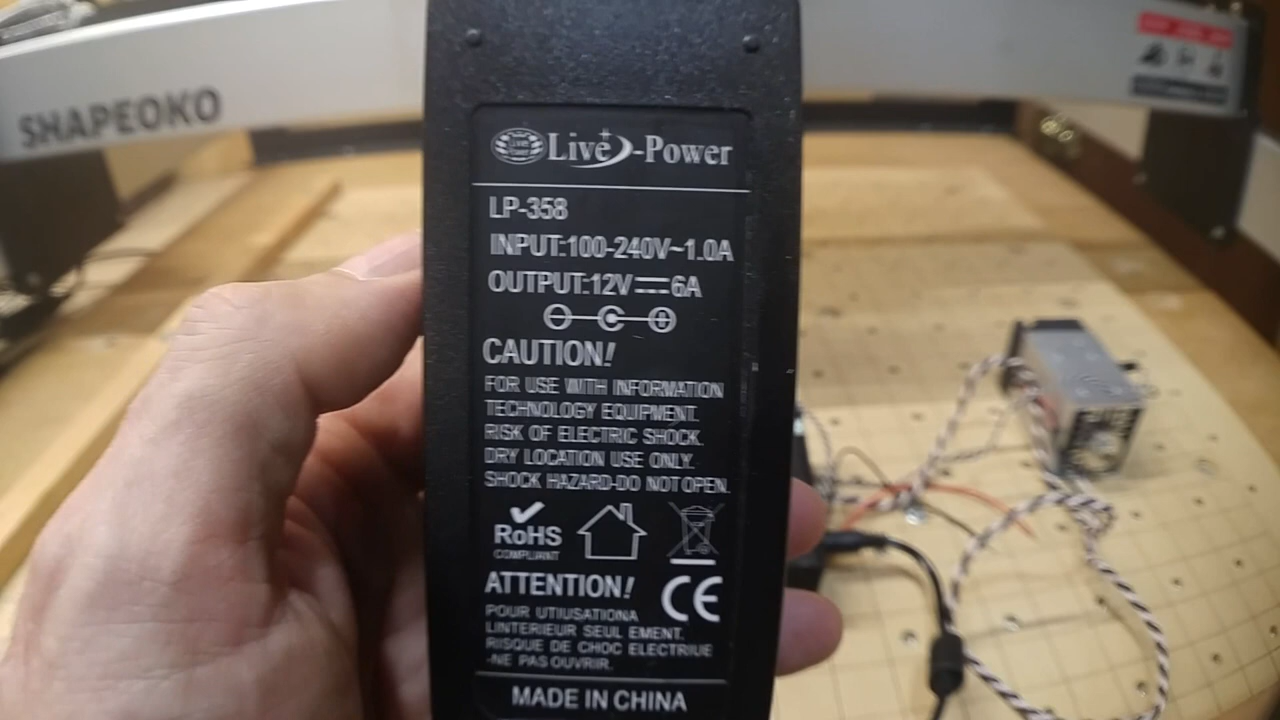 SHAPEOKO
Live Power
Live-Power
LP-358
INPUT:100-240V~1.0A
OUTPUT:12V⎓6A
CAUTION!
FOR USE WITH INFORMATION
TECHNOLOGY EQUIPMENT.
RISK OF ELECTRIC SHOCK.
DRY LOCATION USE ONLY.
SHOCK HAZARD-DO NOT OPEN.
RoHS
COMPLIANT
ATTENTION!
CE
POUR UTIUSATIONA
LINTERIEUR SEUL EMENT.
RISQUE DE CHOC ELECTRIUE
-NE PAS OUVRIR.
MADE IN CHINA